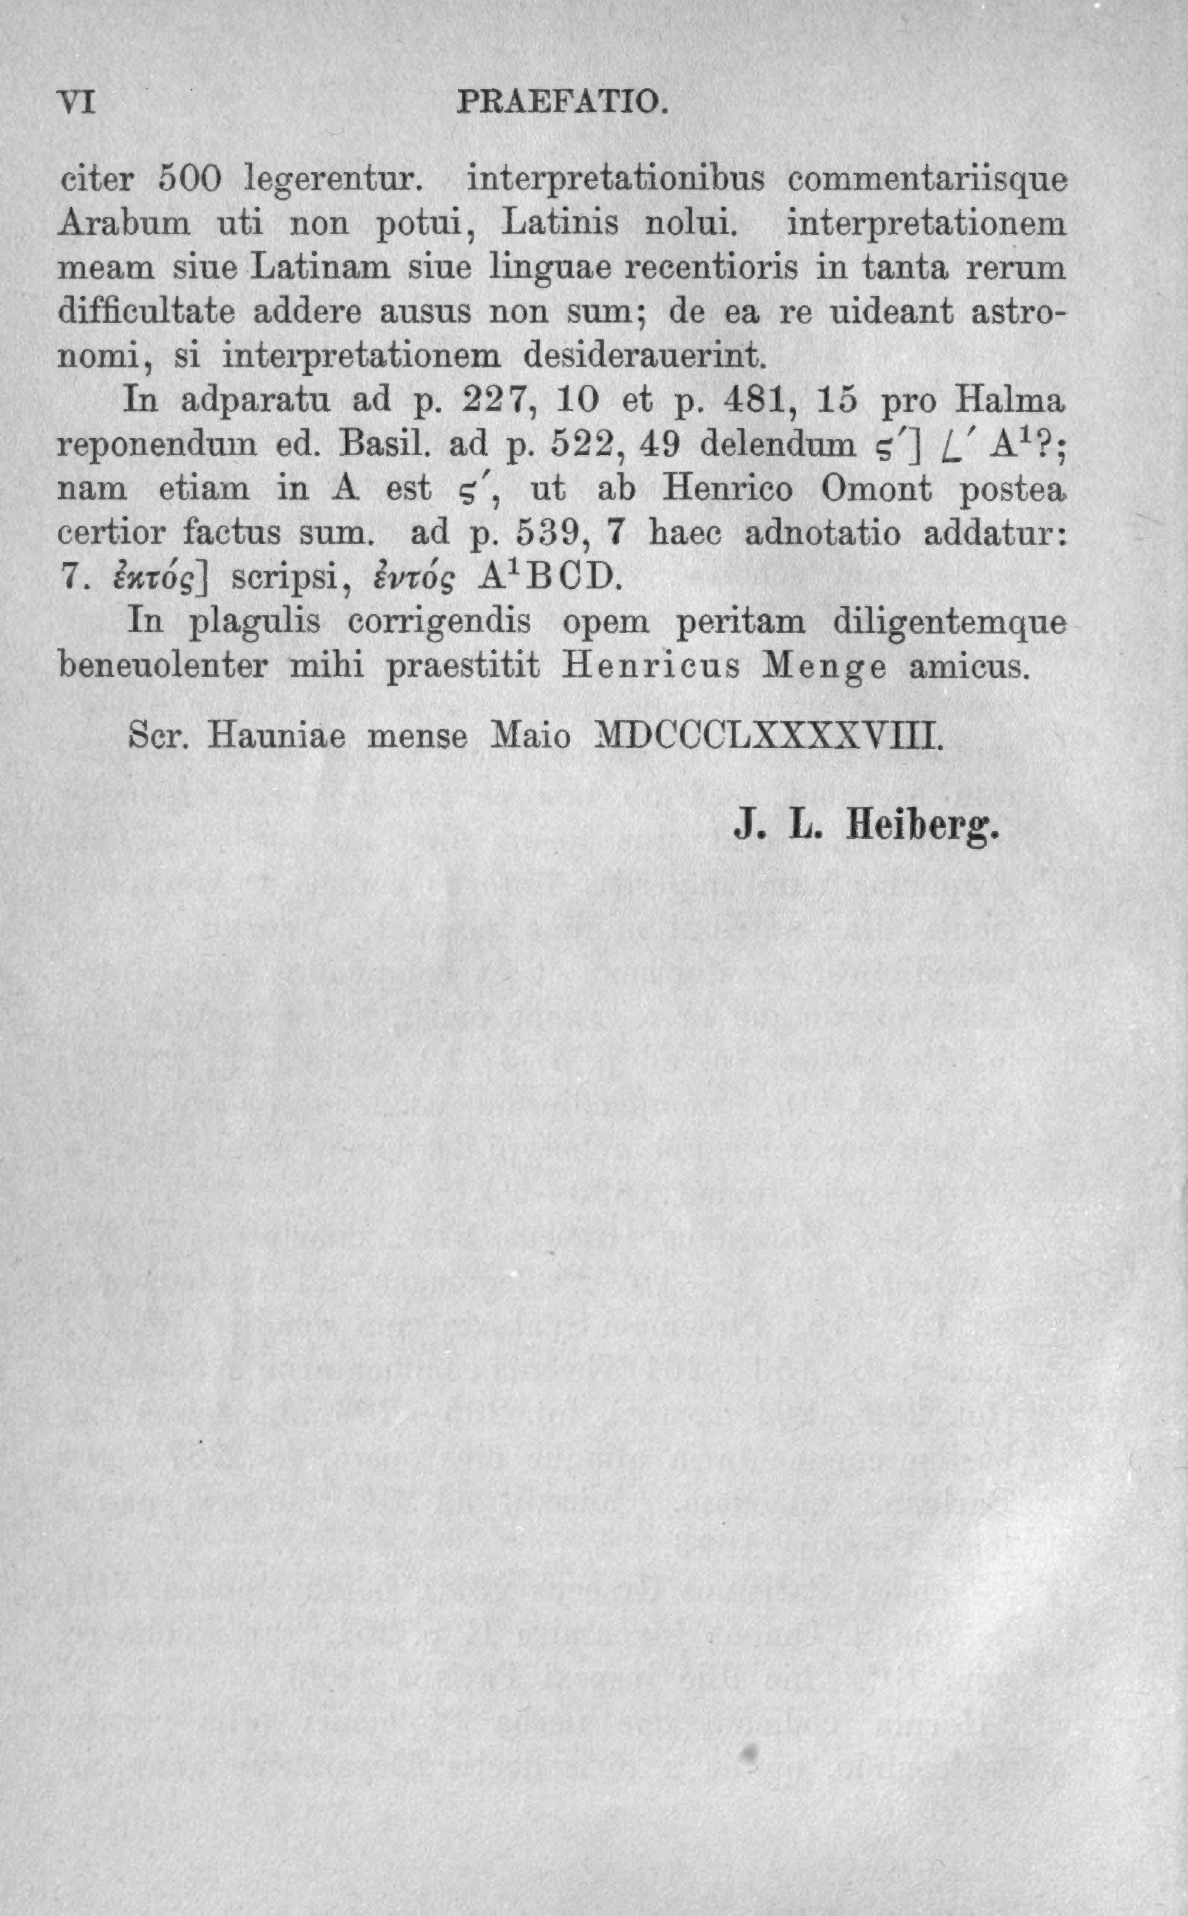 VI PRAEFATIO.
citer 500 legerentur. interpretationibus commentariisque
Arabum uti non potui, Latinis nolui. interpretationem
meam siue Latinam siue linguae recentioris in tanta rerum
difficultate addere ausus non sum; de ea re uideant astro-
nomi, si interpretationem desiderauerint.
In adparatu ad p. 227, 10 et p. 481, 15 pro Halma
reponendum ed. Basil. ad p. 522, 49 delendum ϛ′] ∠′ A¹?;
nam etiam in A est ϛ′, ut ab Henrico Omont postea
certior factus sum. ad p. 539, 7 haec adnotatio addatur:
7. ἐκτός] scripsi, ἐντός A¹BCD.
In plagulis corrigendis opem peritam diligentemque
beneuolenter mihi praestitit Henricus Menge amicus.
Scr. Hauniae mense Maio MDCCCLXXXXVIII.
J. L. Heiberg.